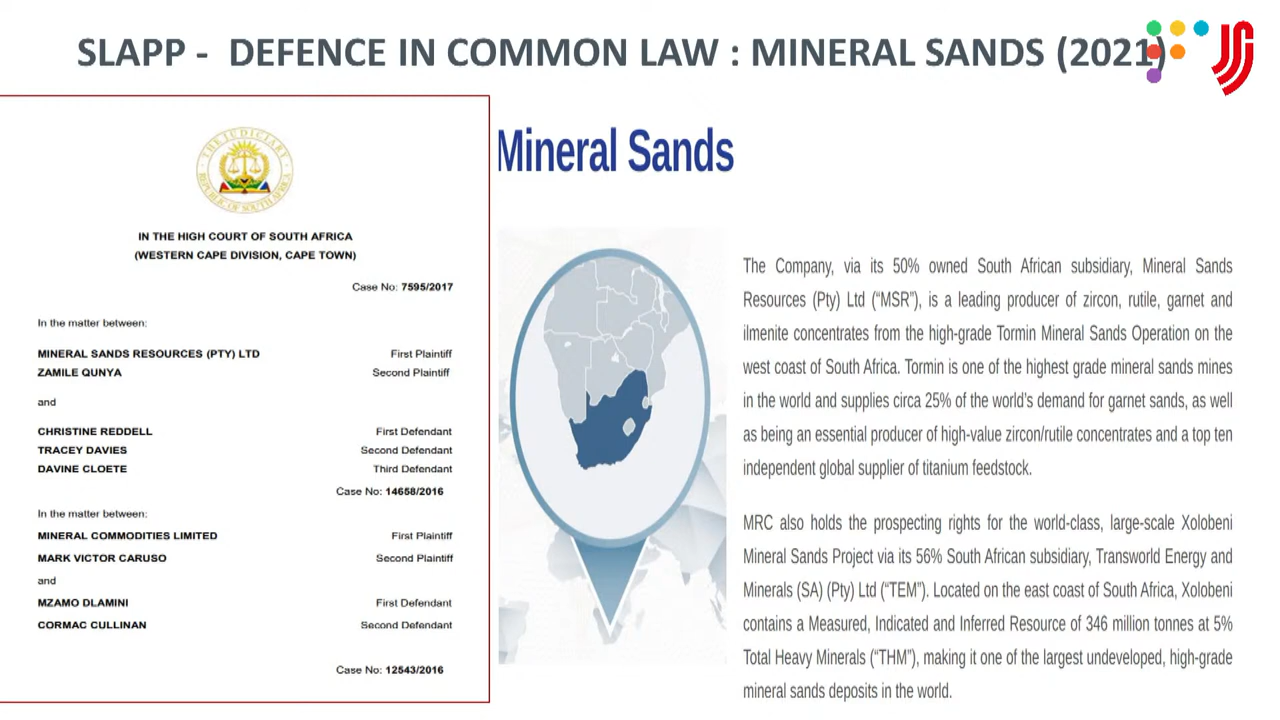 SLAPP - DEFENCE IN COMMON LAW : MINERAL SANDS (2021)
THE JUDICIARY
REPUBLIC OF SOUTH AFRICA
IN THE HIGH COURT OF SOUTH AFRICA
(WESTERN CAPE DIVISION, CAPE TOWN)
Case No: 7595/2017
In the matter between:
MINERAL SANDS RESOURCES (PTY) LTD First Plaintiff
ZAMILE QUNYA Second Plaintiff
and
CHRISTINE REDDELL First Defendant
TRACEY DAVIES Second Defendant
DAVINE CLOETE Third Defendant
Case No: 14658/2016
In the matter between:
MINERAL COMMODITIES LIMITED First Plaintiff
MARK VICTOR CARUSO Second Plaintiff
and
MZAMO DLAMINI First Defendant
CORMAC CULLINAN Second Defendant
Case No: 12543/2016
Mineral Sands
The Company, via its 50% owned South African subsidiary, Mineral Sands
Resources (Pty) Ltd (“MSR”), is a leading producer of zircon, rutile, garnet and
ilmenite concentrates from the high-grade Tormin Mineral Sands Operation on the
west coast of South Africa. Tormin is one of the highest grade mineral sands mines
in the world and supplies circa 25% of the world’s demand for garnet sands, as well
as being an essential producer of high-value zircon/rutile concentrates and a top ten
independent global supplier of titanium feedstock.
MRC also holds the prospecting rights for the world-class, large-scale Xolobeni
Mineral Sands Project via its 56% South African subsidiary, Transworld Energy and
Minerals (SA) (Pty) Ltd (“TEM”). Located on the east coast of South Africa, Xolobeni
contains a Measured, Indicated and Inferred Resource of 346 million tonnes at 5%
Total Heavy Minerals (“THM”), making it one of the largest undeveloped, high-grade
mineral sands deposits in the world.